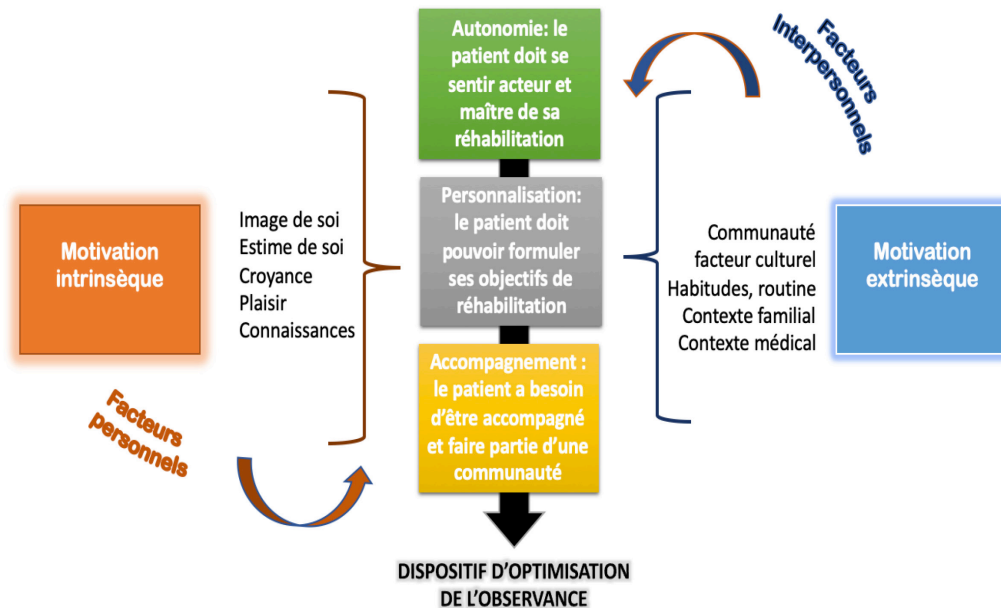 Autonomie: le
patient doit se
sentir acteur et
maître de sa
réhabilitation
Facteurs
Interpersonnels
Personnalisation:
le patient doit
pouvoir formuler
ses objectifs de
réhabilitation
Motivation
intrinsèque
Image de soi
Estime de soi
Croyance
Plaisir
Connaissances
Communauté
facteur culturel
Habitudes, routine
Contexte familial
Contexte médical
Motivation
extrinsèque
Accompagnement :
le patient a besoin
d'être accompagné
et faire partie d'une
communauté
Facteurs
personnels
DISPOSITIF D'OPTIMISATION
DE L'OBSERVANCE